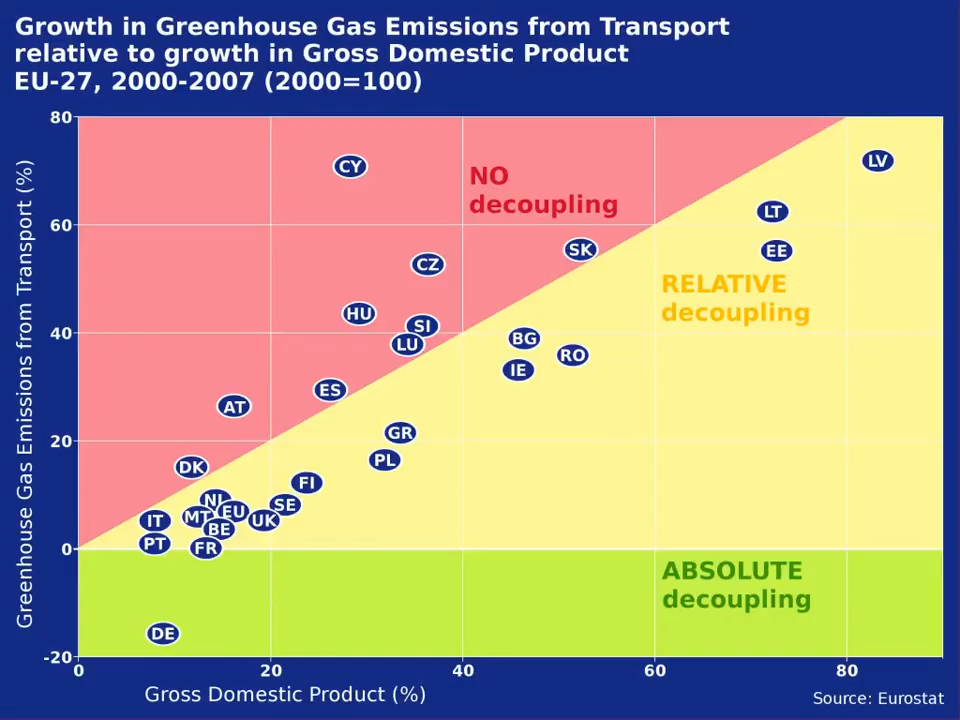 Growth in Greenhouse Gas Emissions from Transport
relative to growth in Gross Domestic Product
EU-27, 2000-2007 (2000=100)
Greenhouse Gas Emissions from Transport (%)
80
60
40
20
0
-20
CY
NO
decoupling
LV
LT
SK
EE
CZ
RELATIVE
decoupling
HU
SI
LU
BG
RO
IE
ES
AT
GR
PL
DK
FI
NL
SE
EU
MT
IT
UK
BE
PT
FR
ABSOLUTE
decoupling
DE
0
20
40
60
80
Gross Domestic Product (%)
Source: Eurostat